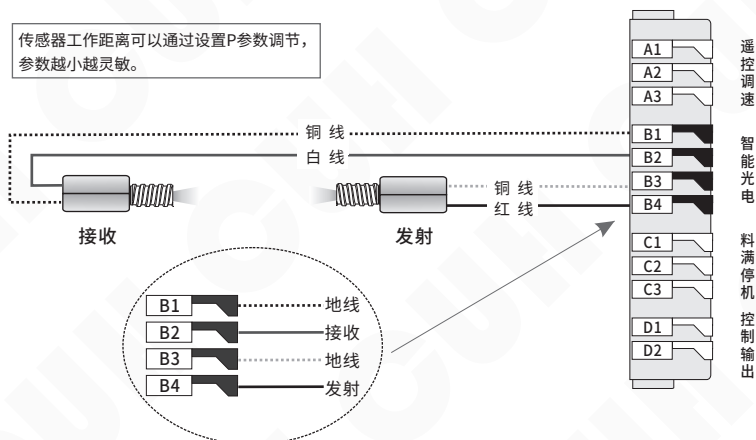 传感器工作距离可以通过设置P参数调节，
参数越小越灵敏。
铜 线
白 线
铜 线
红 线
接收
发射
B1
地线
B2
接收
B3
地线
B4
发射
A1
A2
A3
遥控调速
B1
B2
B3
B4
智能光电
C1
C2
C3
料满停机
D1
D2
控制输出